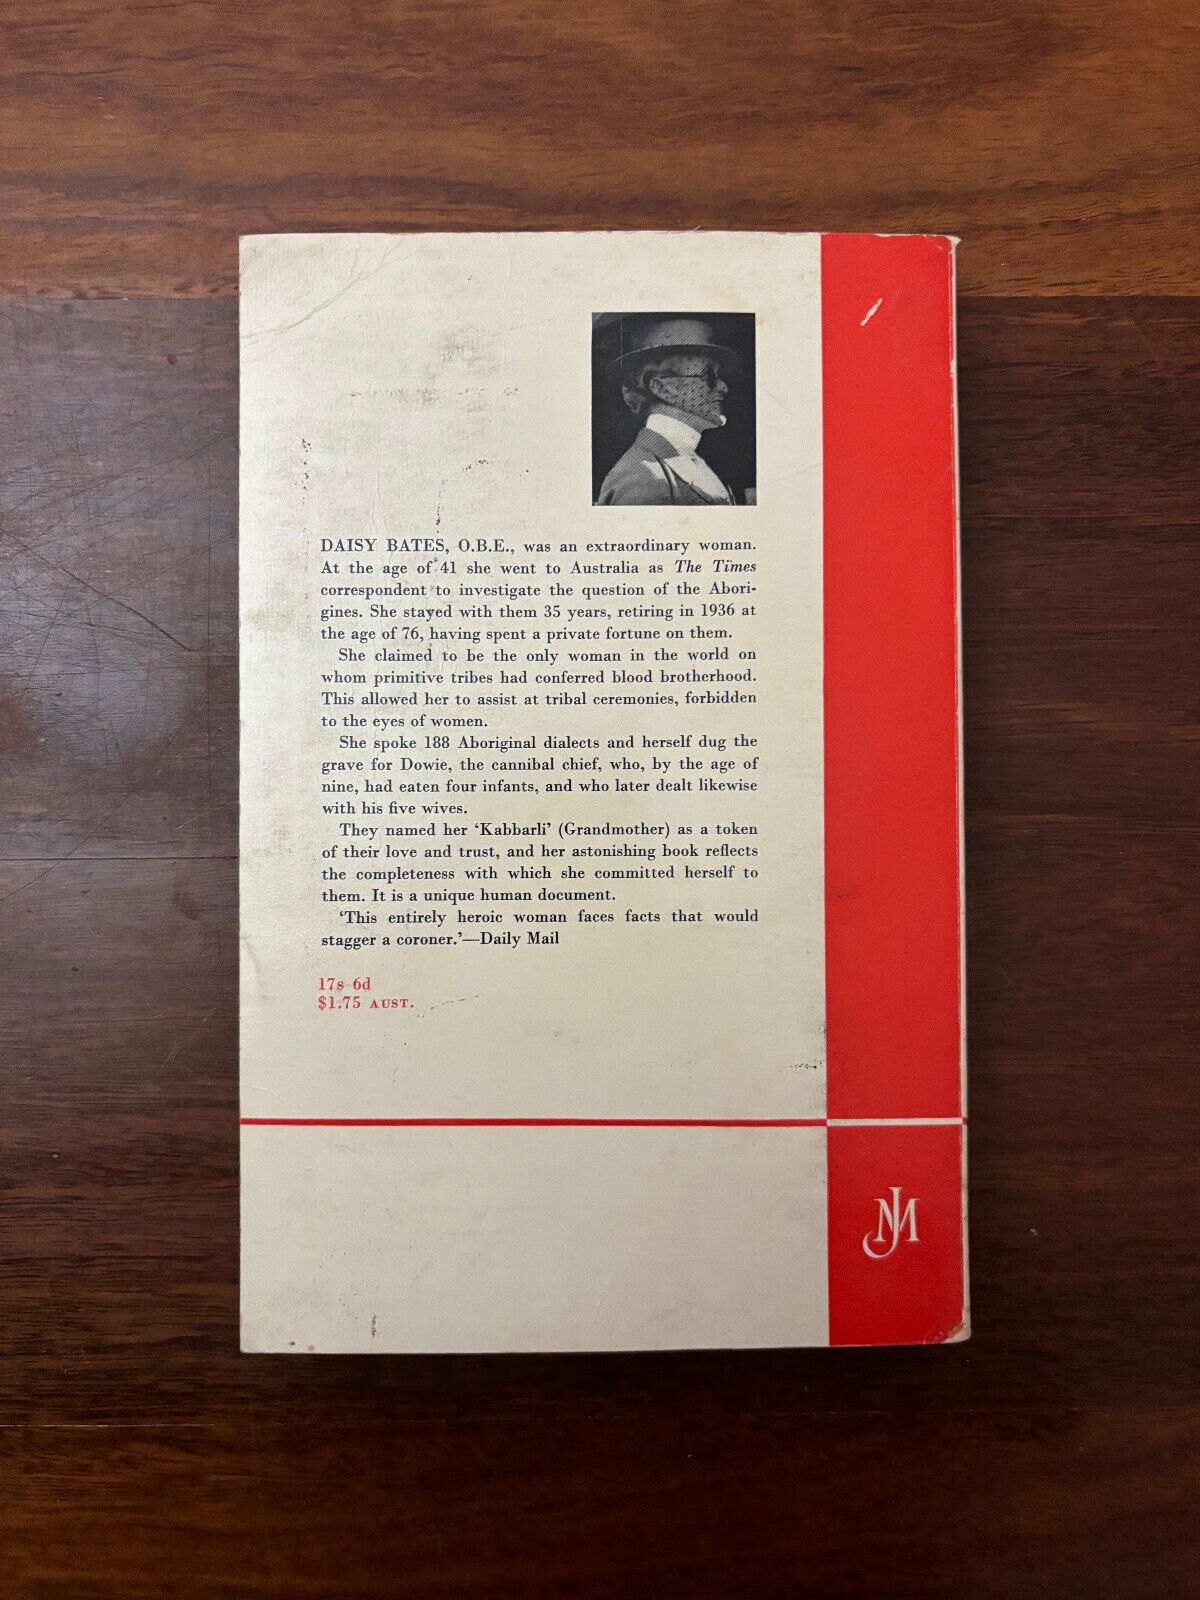 DAISY BATES, O.B.E., was an extraordinary woman.
At the age of 41 she went to Australia as The Times
correspondent to investigate the question of the Abori-
gines. She stayed with them 35 years, retiring in 1936 at
the age of 76, having spent a private fortune on them.
She claimed to be the only woman in the world on
whom primitive tribes had conferred blood brotherhood.
This allowed her to assist at tribal ceremonies, forbidden
to the eyes of women.
She spoke 188 Aboriginal dialects and herself dug the
grave for Dowie, the cannibal chief, who, by the age of
nine, had eaten four infants, and who later dealt likewise
with his five wives.
They named her ‘Kabbarli’ (Grandmother) as a token
of their love and trust, and her astonishing book reflects
the completeness with which she committed herself to
them. It is a unique human document.
‘This entirely heroic woman faces facts that would
stagger a coroner.’—Daily Mail
17s 6d
$1.75 AUST.
JM